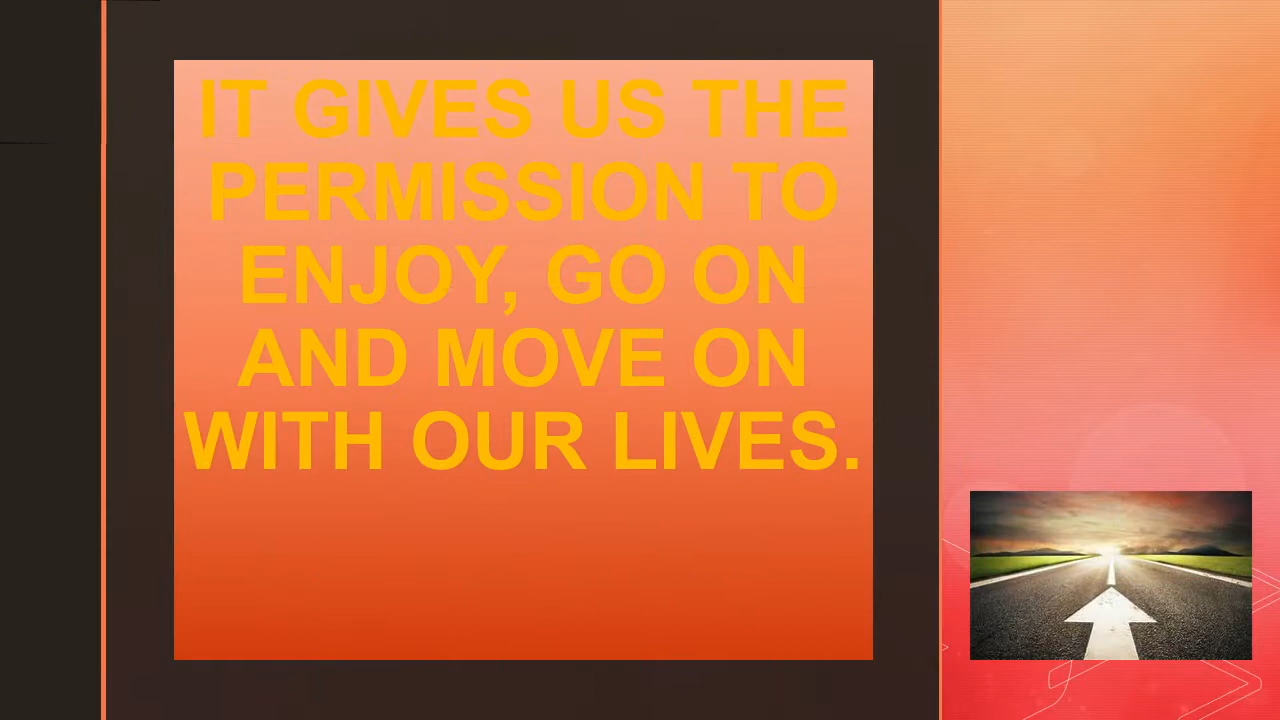 IT GIVES US THE
PERMISSION TO
ENJOY, GO ON
AND MOVE ON
WITH OUR LIVES.